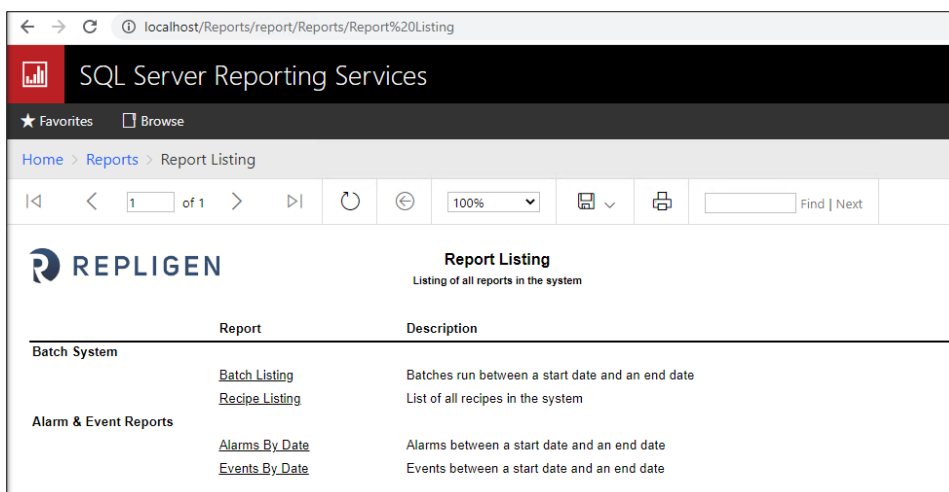 localhost/Reports/report/Reports/Report%20Listing
SQL Server Reporting Services
Favorites Browse
Home > Reports > Report Listing
1 of 1 100% Find | Next
REPLIGEN
Report Listing
Listing of all reports in the system
Report Description
Batch System
Batch Listing Batches run between a start date and an end date
Recipe Listing List of all recipes in the system
Alarm & Event Reports
Alarms By Date Alarms between a start date and an end date
Events By Date Events between a start date and an end date